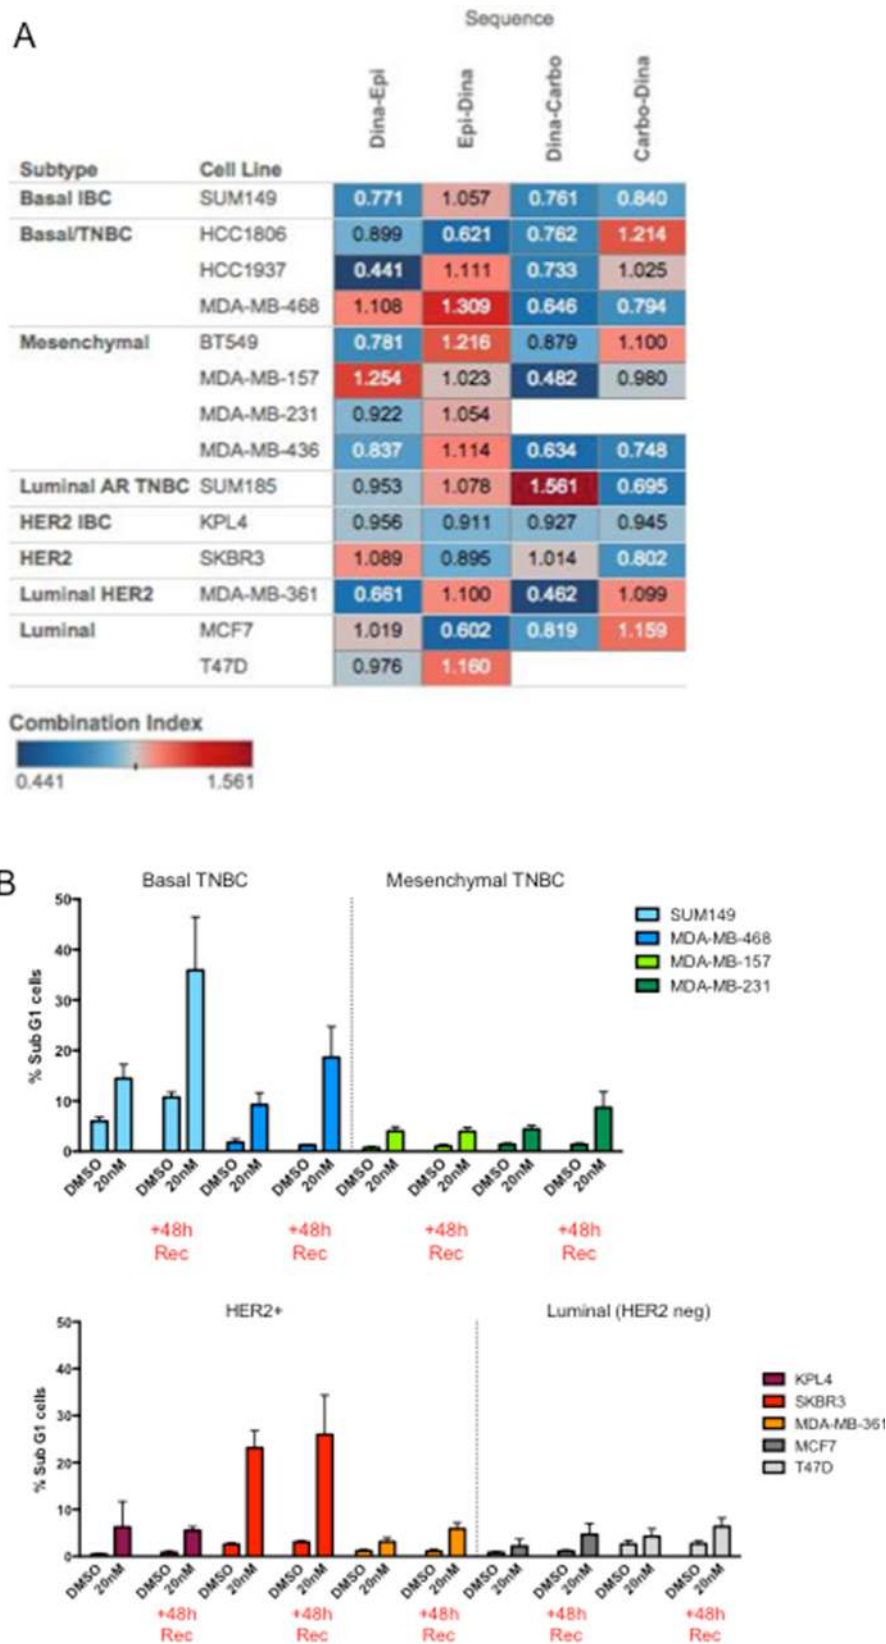 A
Sequence
Dina-Epi Epi-Dina Dina-Carbo Carbo-Dina
Subtype Cell Line
Basal IBC SUM149 0.771 1.057 0.761 0.840
Basal/TNBC HCC1806 0.899 0.621 0.762 1.214
HCC1937 0.441 1.111 0.733 1.025
MDA-MB-468 1.108 1.309 0.646 0.794
Mesenchymal BT549 0.781 1.216 0.879 1.100
MDA-MB-157 1.254 1.023 0.482 0.980
MDA-MB-231 0.922 1.054
MDA-MB-436 0.837 1.114 0.634 0.748
Luminal AR TNBC SUM185 0.953 1.078 1.561 0.695
HER2 IBC KPL4 0.956 0.911 0.927 0.945
HER2 SKBR3 1.089 0.895 1.014 0.802
Luminal HER2 MDA-MB-361 0.661 1.100 0.462 1.099
Luminal MCF7 1.019 0.602 0.819 1.159
T47D 0.976 1.160
Combination Index
0.441 1.561
B
Basal TNBC Mesenchymal TNBC
% Sub G1 cells
50
40
30
20
10
0
SUM149
MDA-MB-468
MDA-MB-157
MDA-MB-231
DMSO 20nM DMSO 20nM DMSO 20nM DMSO 20nM DMSO 20nM DMSO 20nM DMSO 20nM DMSO 20nM
+48h +48h +48h +48h
Rec Rec Rec Rec
HER2+ Luminal (HER2 neg)
% Sub G1 cells
50
40
30
20
10
0
KPL4
SKBR3
MDA-MB-361
MCF7
T47D
DMSO 20nM DMSO 20nM DMSO 20nM DMSO 20nM DMSO 20nM DMSO 20nM DMSO 20nM DMSO 20nM DMSO 20nM DMSO 20nM
+48h +48h +48h +48h +48h
Rec Rec Rec Rec Rec